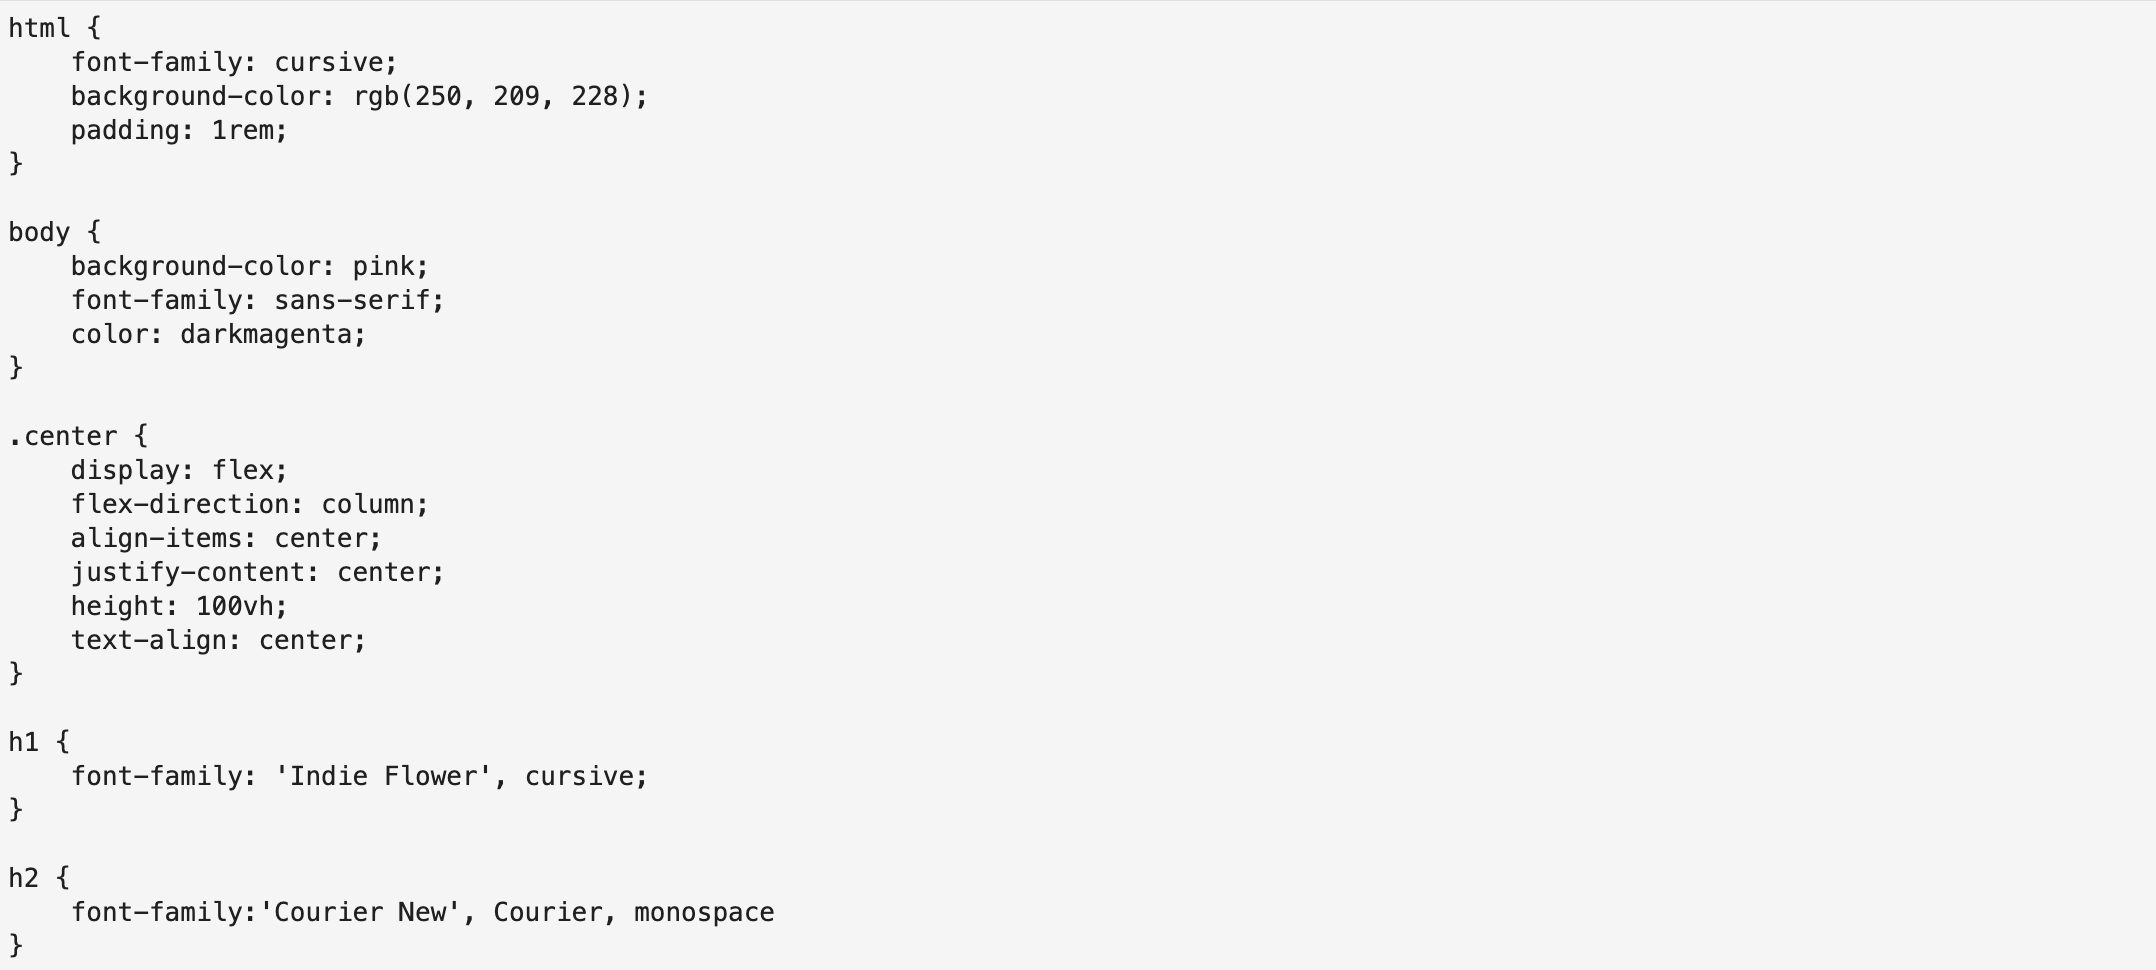 html {
    font-family: cursive;
    background-color: rgb(250, 209, 228);
    padding: 1rem;
}

body {
    background-color: pink;
    font-family: sans-serif;
    color: darkmagenta;
}

.center {
    display: flex;
    flex-direction: column;
    align-items: center;
    justify-content: center;
    height: 100vh;
    text-align: center;
}

h1 {
    font-family: 'Indie Flower', cursive;
}

h2 {
    font-family:'Courier New', Courier, monospace
}